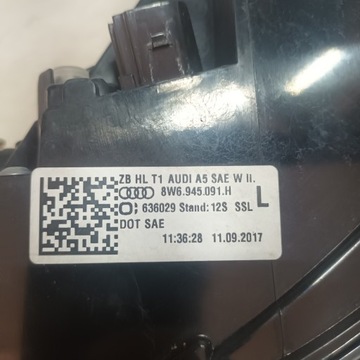 ZB HL T1 AUDI A5 SAE W II.
8W6.945.091.H
636029 Stand: 12S SSL L
DOT SAE
11:36:28 11.09.2017